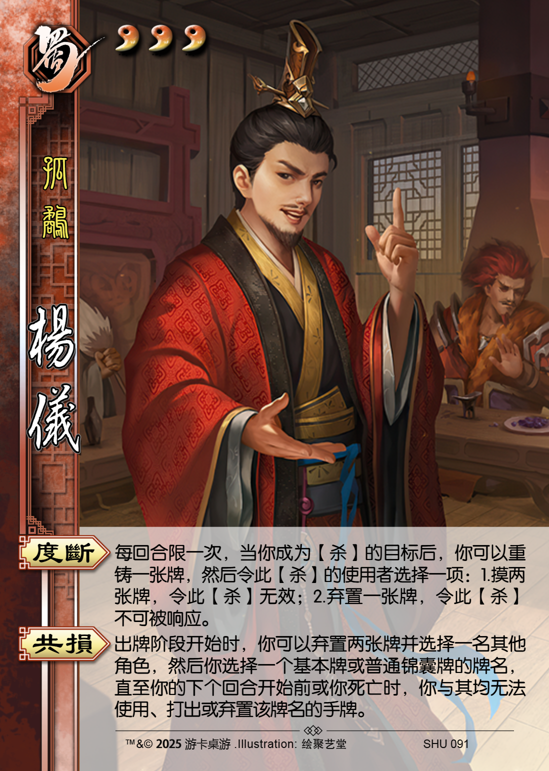 蜀
孤鷸
楊儀
度斷
每回合限一次，当你成为【杀】的目标后，你可以重
铸一张牌，然后令此【杀】的使用者选择一项：1.摸两
张牌，令此【杀】无效；2.弃置一张牌，令此【杀】
不可被响应。
共損
出牌阶段开始时，你可以弃置两张牌并选择一名其他
角色，然后你选择一个基本牌或普通锦囊牌的牌名，
直至你的下个回合开始前或你死亡时，你与其均无法
使用、打出或弃置该牌名的手牌。
™&© 2025 游卡桌游 .Illustration: 绘聚艺堂 SHU 091